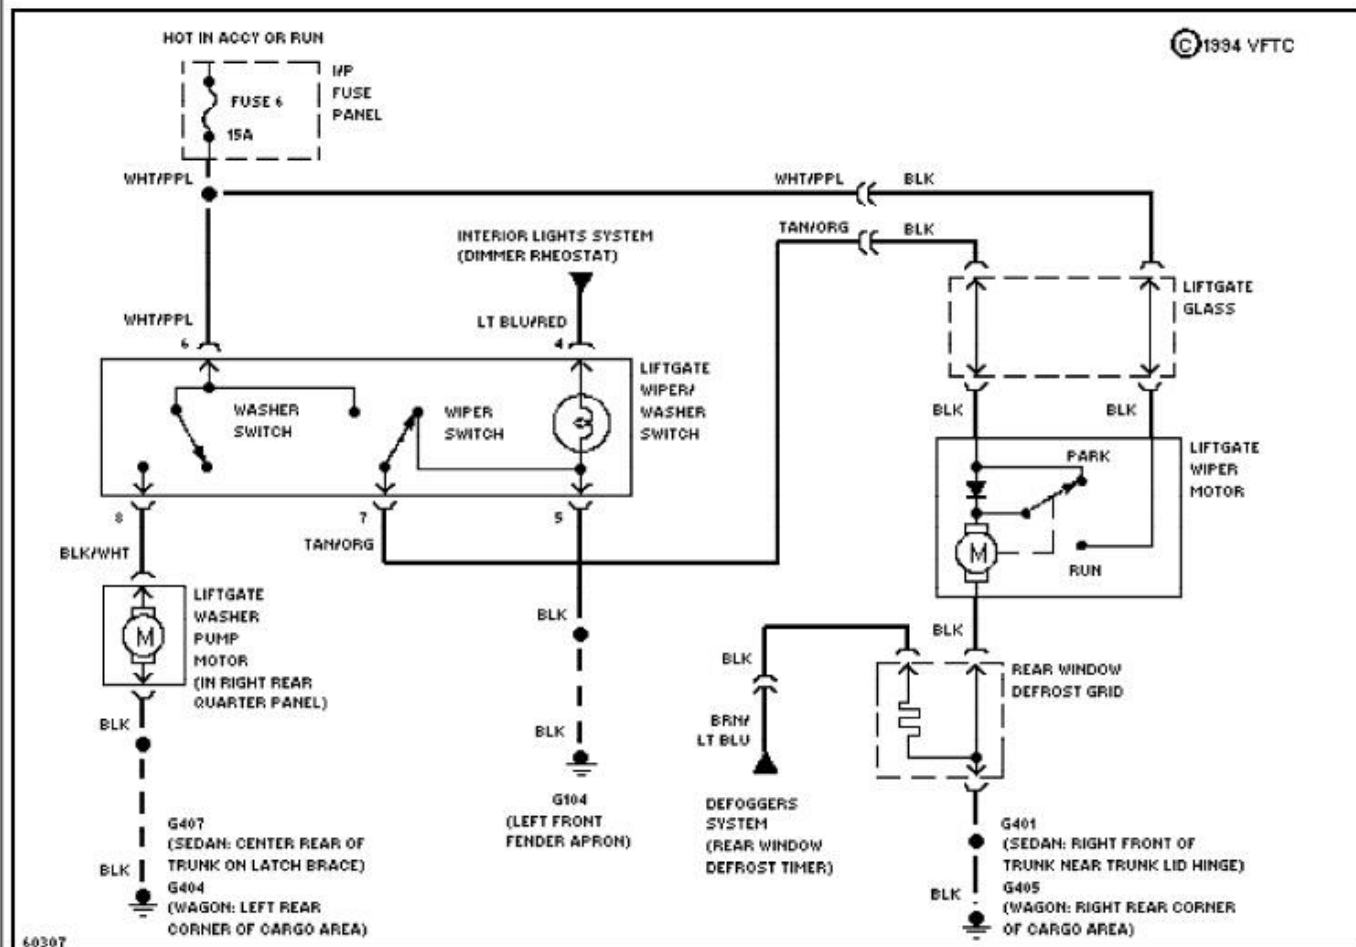 HOT IN ACCY OR RUN
© 1994 VFTC
I/P
FUSE
PANEL
FUSE 6
15A
WHT/PPL
WHT/PPL
BLK
TAN/ORG
BLK
INTERIOR LIGHTS SYSTEM
(DIMMER RHEOSTAT)
LIFTGATE
GLASS
WHT/PPL
LT BLU/RED
6
4
LIFTGATE
WIPER/
WASHER
SWITCH
WASHER
SWITCH
WIPER
SWITCH
BLK
BLK
LIFTGATE
WIPER
MOTOR
PARK
M
RUN
8
7
5
BLK/WHT
TAN/ORG
LIFTGATE
WASHER
PUMP
MOTOR
(IN RIGHT REAR
QUARTER PANEL)
M
BLK
BLK
BLK
BLK
REAR WINDOW
DEFROST GRID
BLK
BRN/
LT BLU
BLK
G104
(LEFT FRONT
FENDER APRON)
DEFOGGERS
SYSTEM
(REAR WINDOW
DEFROST TIMER)
G407
(SEDAN: CENTER REAR OF
TRUNK ON LATCH BRACE)
BLK
G404
(WAGON: LEFT REAR
CORNER OF CARGO AREA)
G401
(SEDAN: RIGHT FRONT OF
TRUNK NEAR TRUNK LID HINGE)
BLK
G405
(WAGON: RIGHT REAR CORNER
OF CARGO AREA)
60307